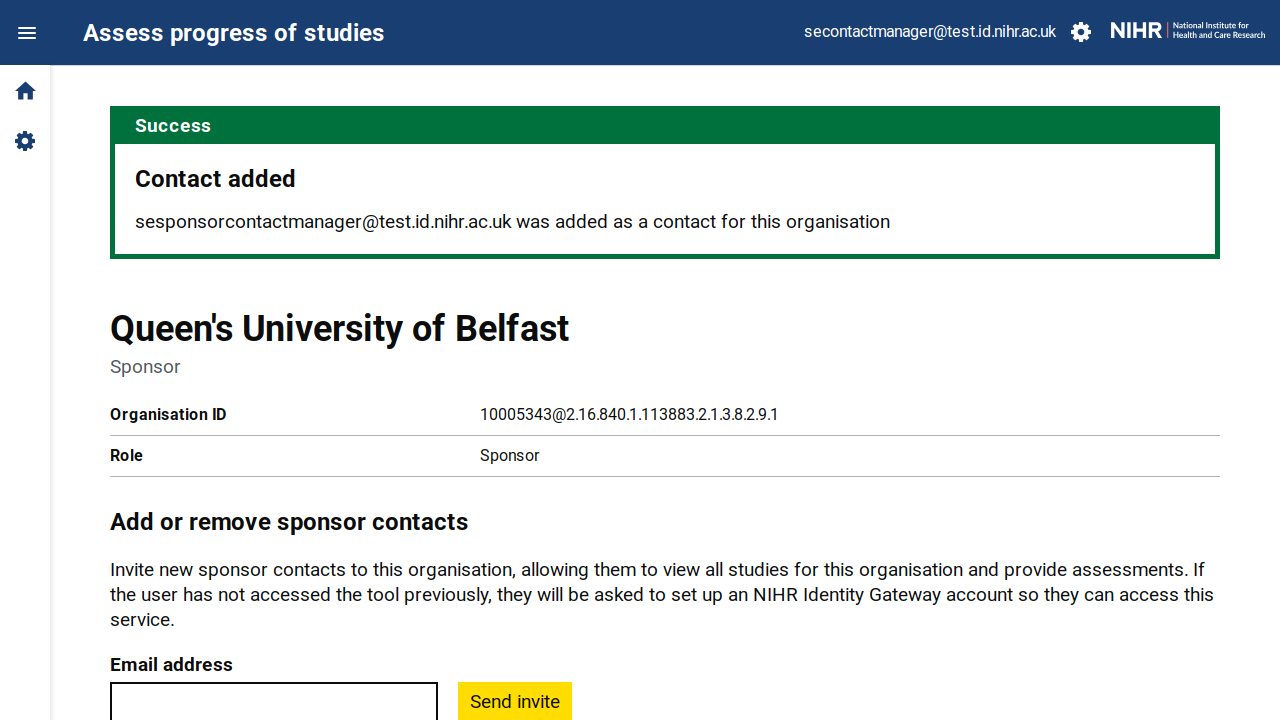 Assess progress of studies
secontactmanager@test.id.nihr.ac.uk
NIHR | National Institute for
Health and Care Research
Success
Contact added
sesponsorcontactmanager@test.id.nihr.ac.uk was added as a contact for this organisation
Queen's University of Belfast
Sponsor
Organisation ID 10005343@2.16.840.1.113883.2.1.3.8.2.9.1
Role Sponsor
Add or remove sponsor contacts
Invite new sponsor contacts to this organisation, allowing them to view all studies for this organisation and provide assessments. If
the user has not accessed the tool previously, they will be asked to set up an NIHR Identity Gateway account so they can access this
service.
Email address
Send invite